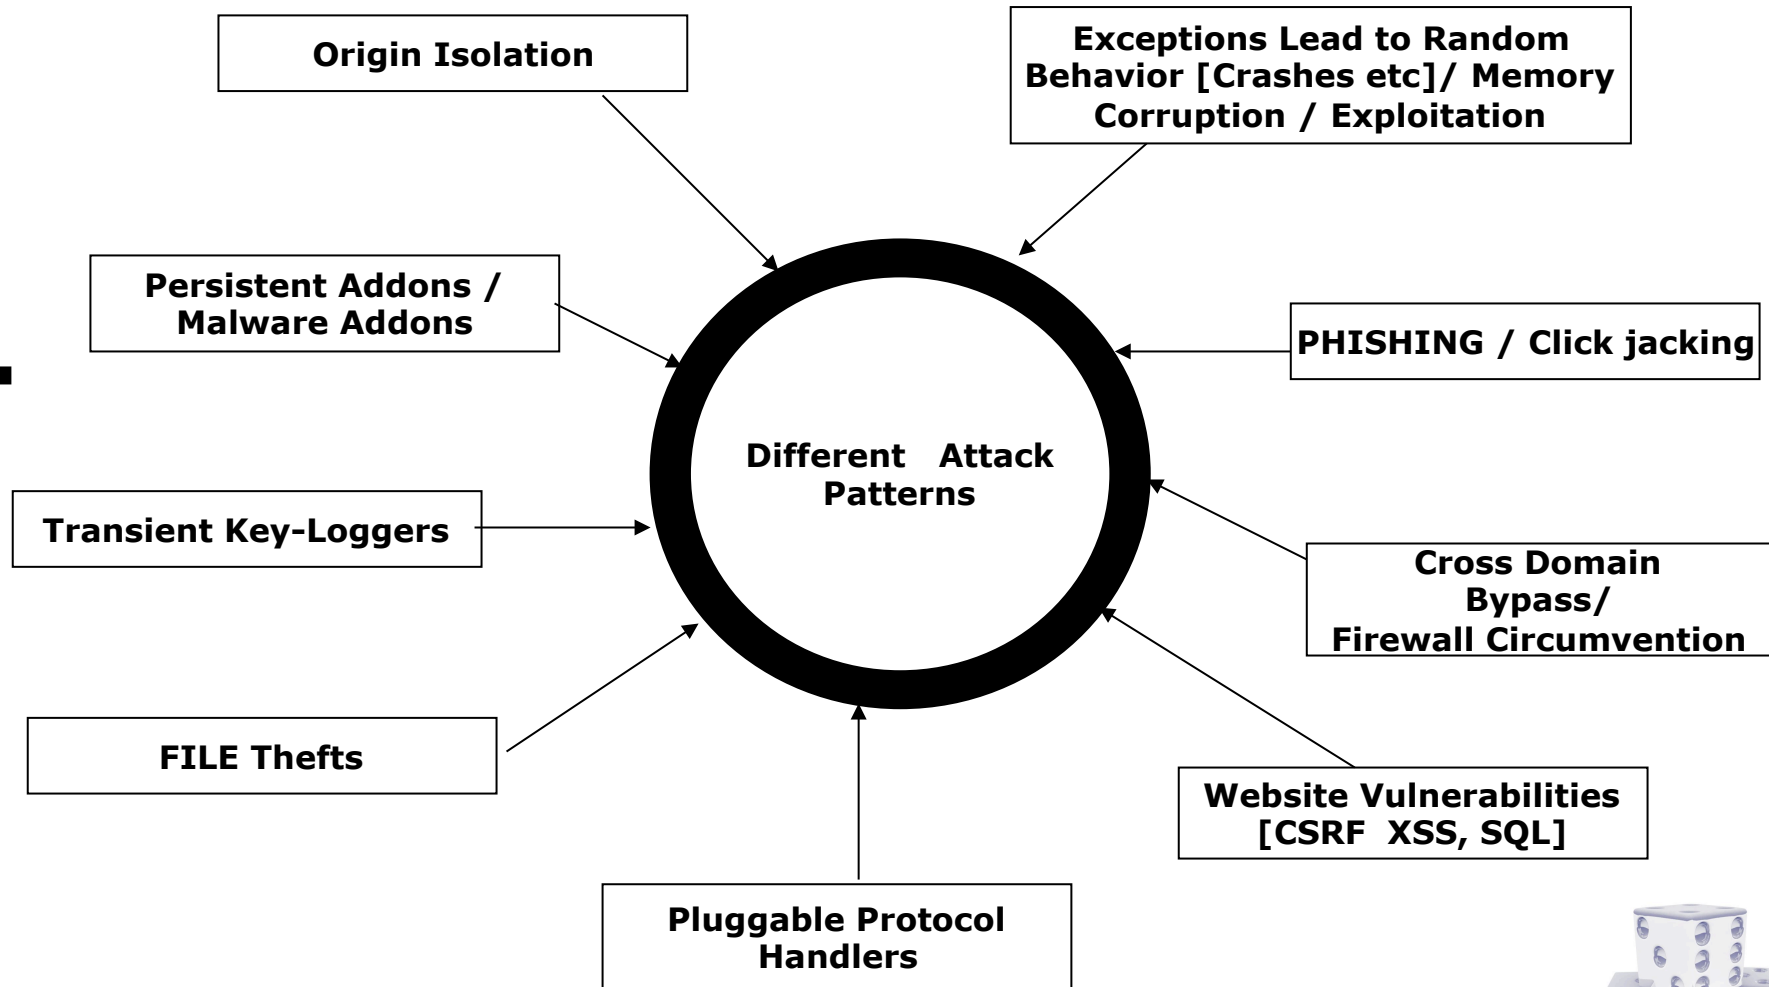 Origin Isolation
Exceptions Lead to Random
Behavior [Crashes etc]/ Memory
Corruption / Exploitation
Persistent Addons /
Malware Addons
PHISHING / Click jacking
Different Attack
Patterns
Transient Key-Loggers
Cross Domain
Bypass/
Firewall Circumvention
FILE Thefts
Website Vulnerabilities
[CSRF XSS, SQL]
Pluggable Protocol
Handlers